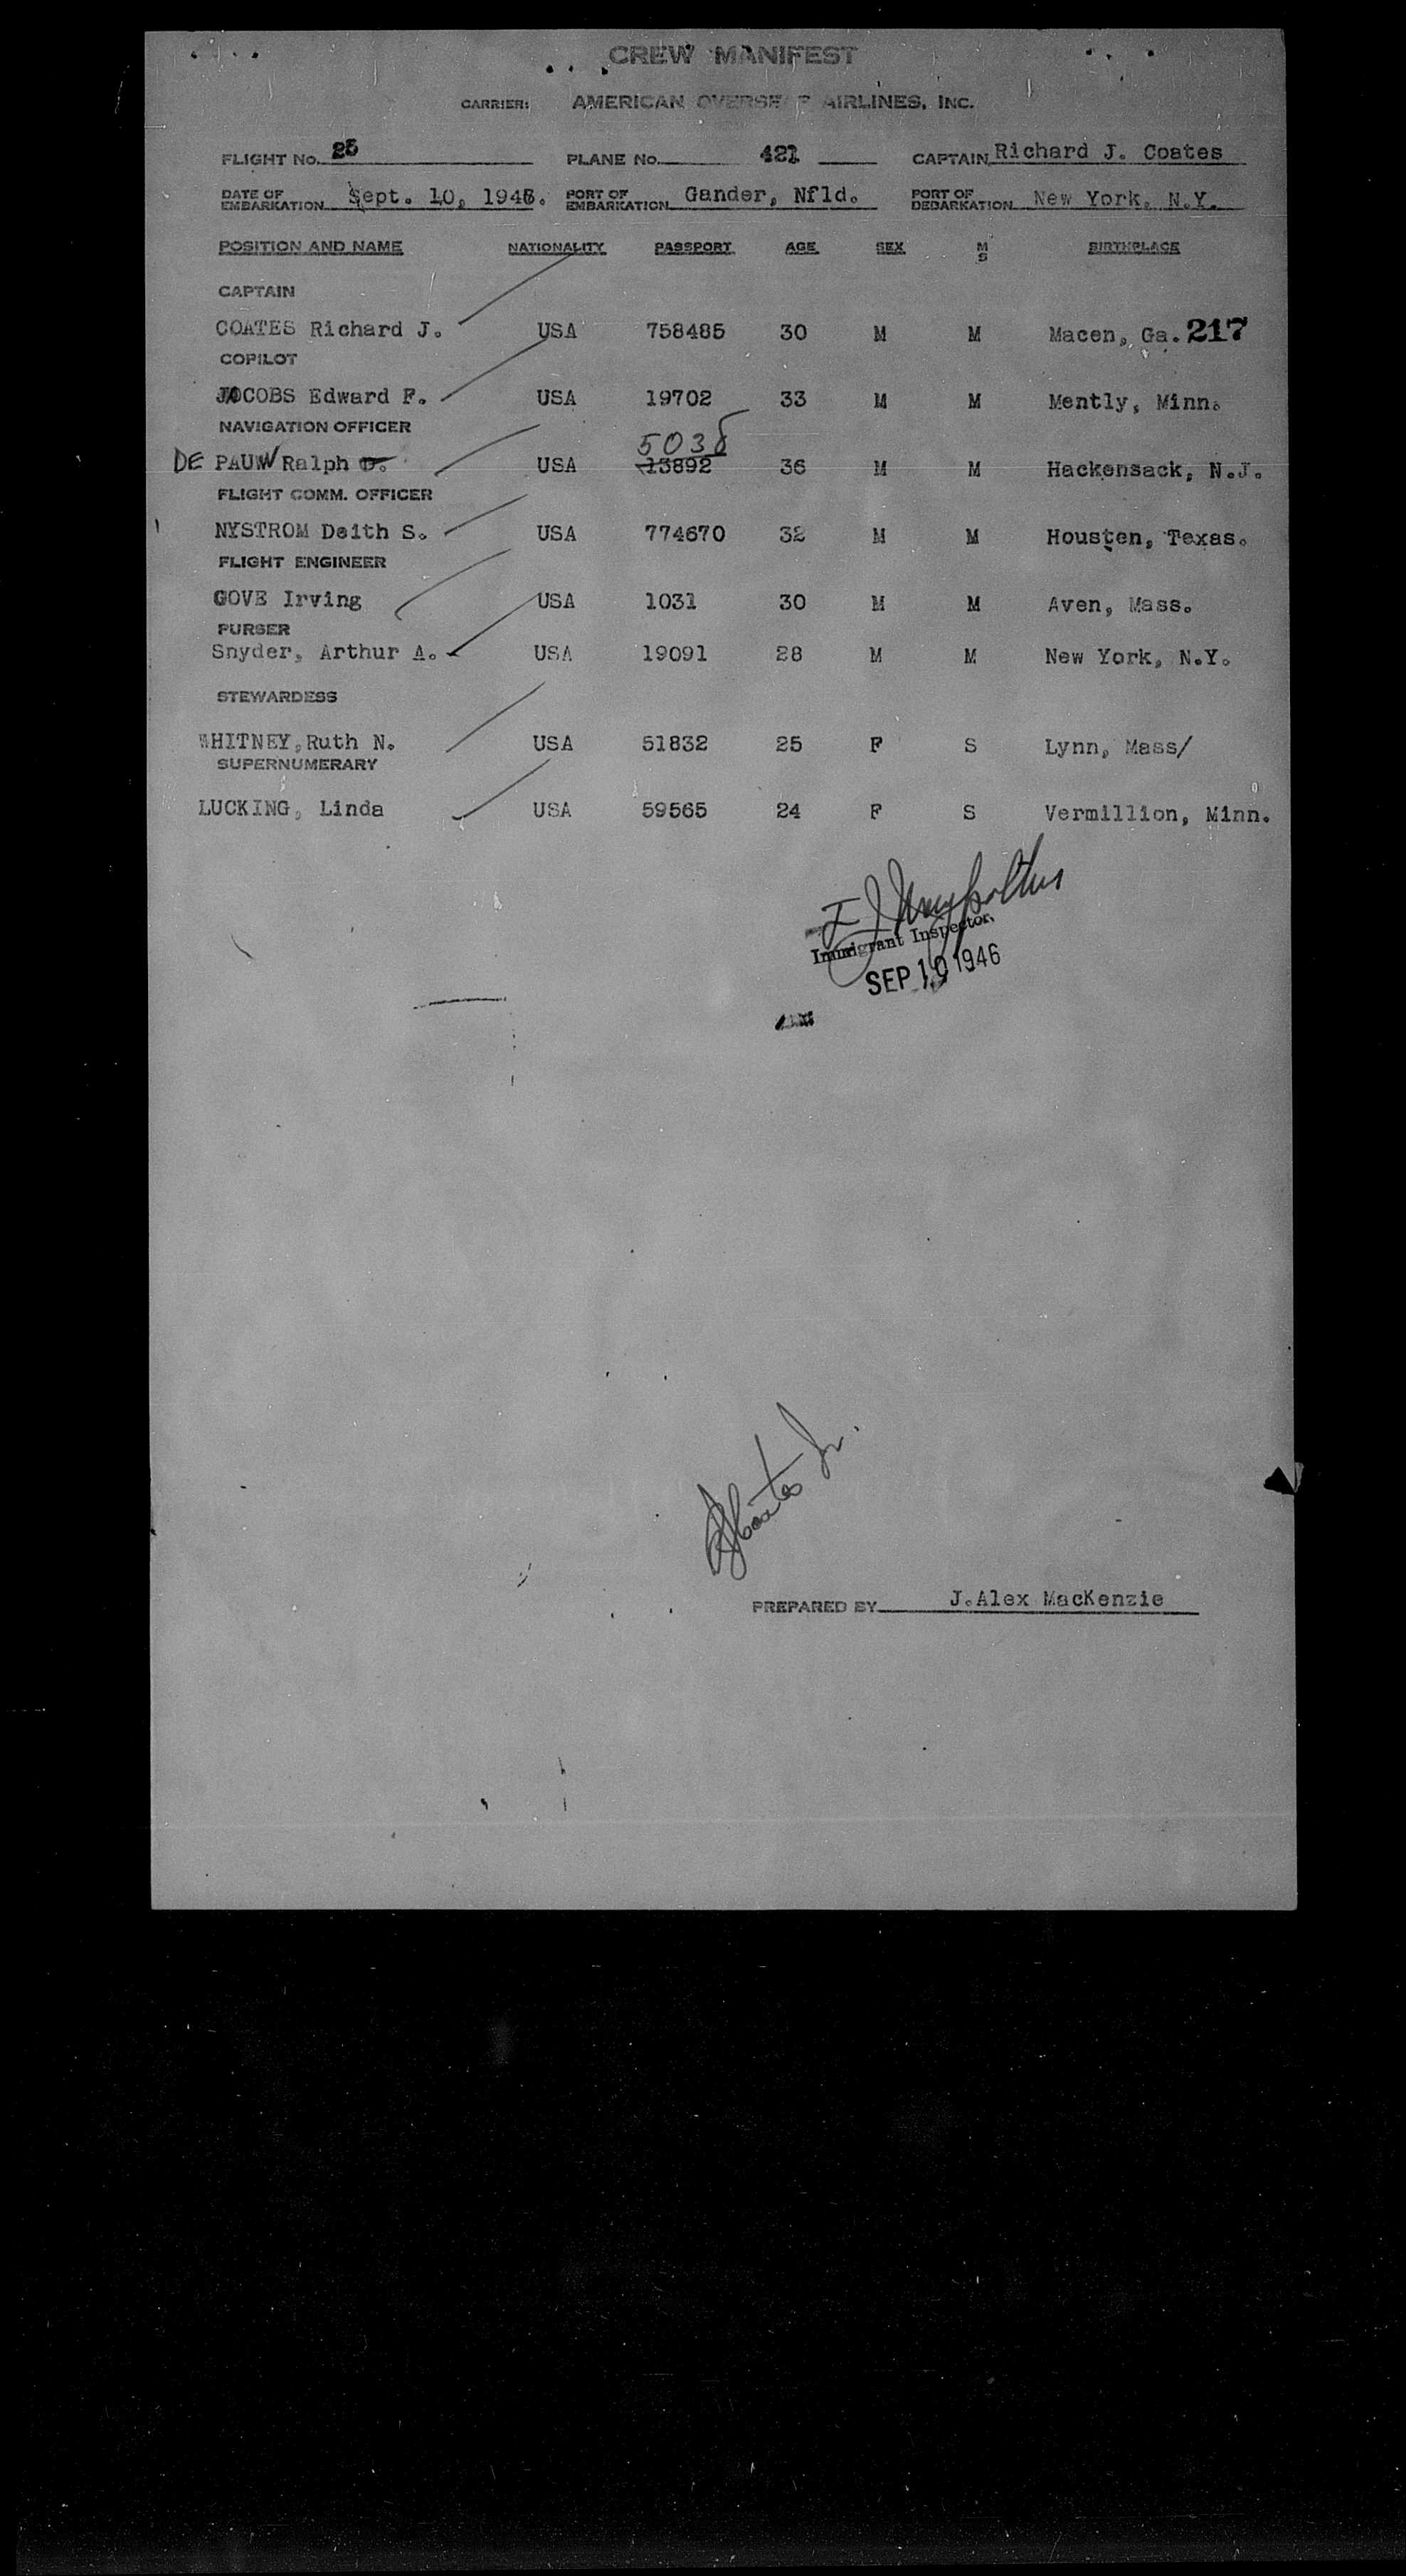 CREW MANIFEST
CARRIER: AMERICAN OVERSEAS AIRLINES, INC.
FLIGHT No. 25 PLANE No. 421 CAPTAIN Richard J. Coates
DATE OF EMBARKATION Sept. 10, 1946. PORT OF EMBARKATION Gander, Nfld. PORT OF DEBARKATION New York, N.Y.
POSITION AND NAME NATIONALITY PASSPORT AGE SEX M S BIRTHPLACE
CAPTAIN
COATES Richard J. USA 758485 30 M M Macen, Ga. 217
COPILOT
JACOBS Edward F. USA 19702 33 M M Mently, Minn.
NAVIGATION OFFICER
5038
DE PAUW Ralph D. USA 13892 36 M M Hackensack, N.J.
FLIGHT COMM. OFFICER
NYSTROM Deith S. USA 774670 32 M M Housten, Texas.
FLIGHT ENGINEER
GOVE Irving USA 1031 30 M M Aven, Mass.
PURSER
Snyder, Arthur A. USA 19091 28 M M New York, N.Y.
STEWARDESS
WHITNEY, Ruth N. USA 51832 25 F S Lynn, Mass/
SUPERNUMERARY
LUCKING, Linda USA 59565 24 F S Vermillion, Minn.
Immigrant Inspector.
SEP 10 1946
Coates Jr.
PREPARED BY J.Alex MacKenzie